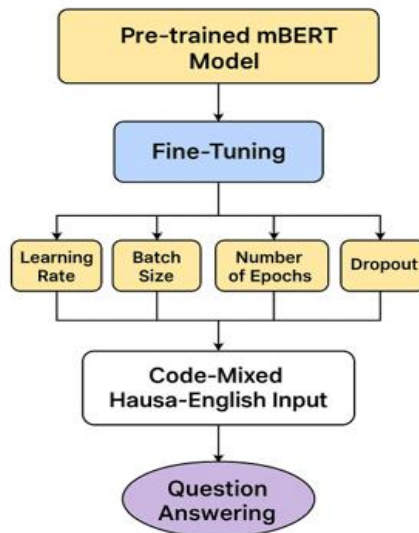 Pre-trained mBERT
Model
Fine-Tuning
Learning
Rate
Batch
Size
Number
of Epochs
Dropout
Code-Mixed
Hausa-English Input
Question
Answering